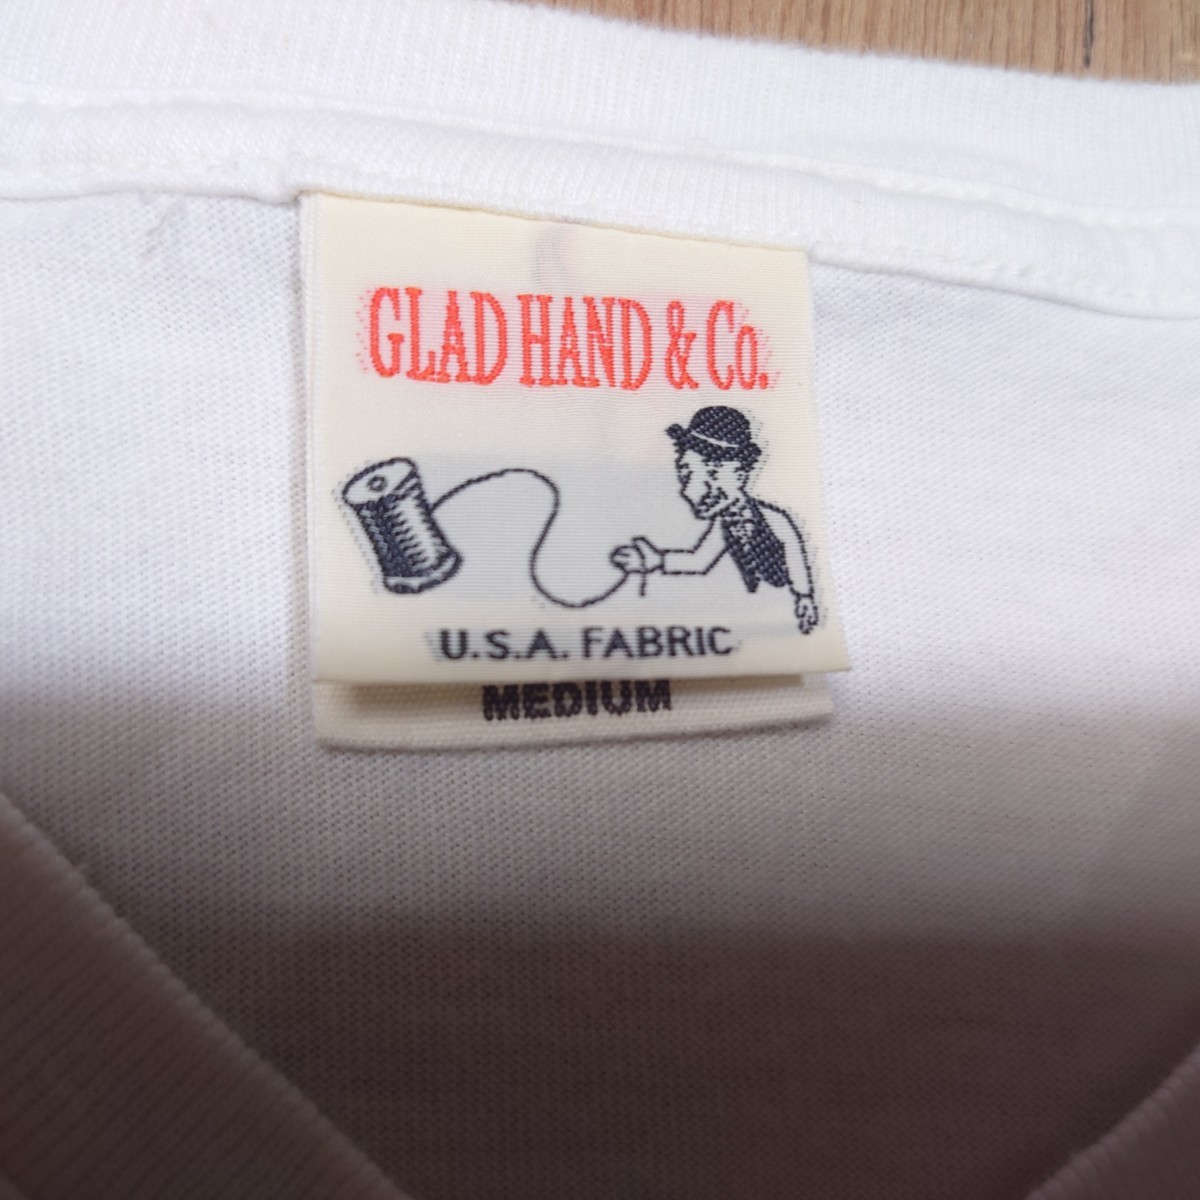 GLAD HAND & Co.
U.S.A. FABRIC
MEDIUM